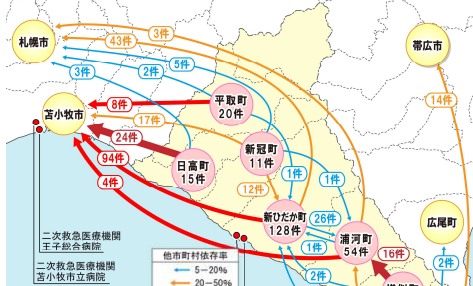 札幌市
3件
43件
5件
2件
3件
帯広市
14件
苫小牧市
8件
平取町
20件
17件
24件
新冠町
11件
94件
日高町
15件
4件
12件
1件
1件
新ひだか町
128件
26件
1件
浦河町
54件
16件
広尾町
2件
2件
二次救急医療機関
王子総合病院
二次救急医療機関
苫小牧市立病院
他市町村依存率
5－20%
20－50%